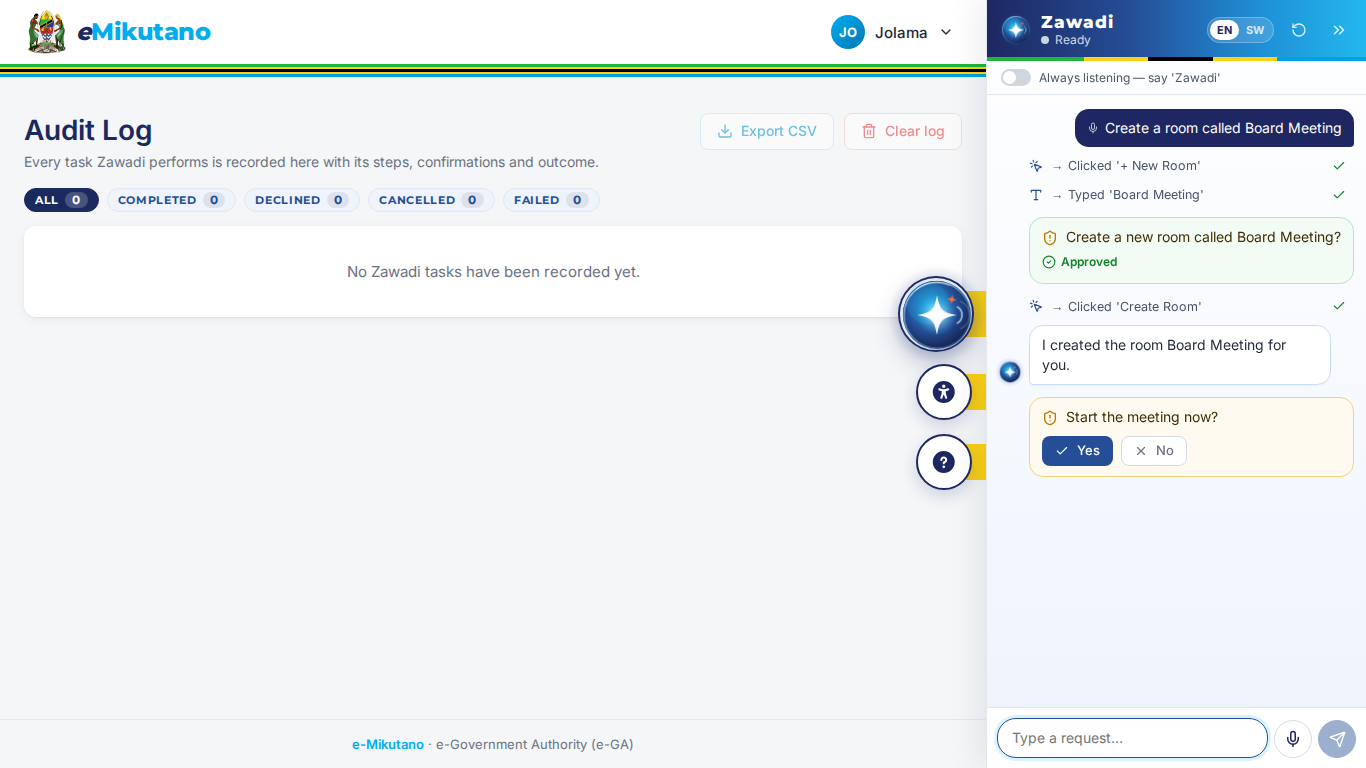 eMikutano
JO
Jolama
Audit Log
Every task Zawadi performs is recorded here with its steps, confirmations and outcome.
Export CSV
Clear log
ALL 0
COMPLETED 0
DECLINED 0
CANCELLED 0
FAILED 0
No Zawadi tasks have been recorded yet.
e-Mikutano · e-Government Authority (e-GA)
Zawadi
Ready
EN SW
Always listening — say 'Zawadi'
Create a room called Board Meeting
→ Clicked '+ New Room'
→ Typed 'Board Meeting'
Create a new room called Board Meeting?
Approved
→ Clicked 'Create Room'
I created the room Board Meeting for
you.
Start the meeting now?
Yes
No
Type a request...